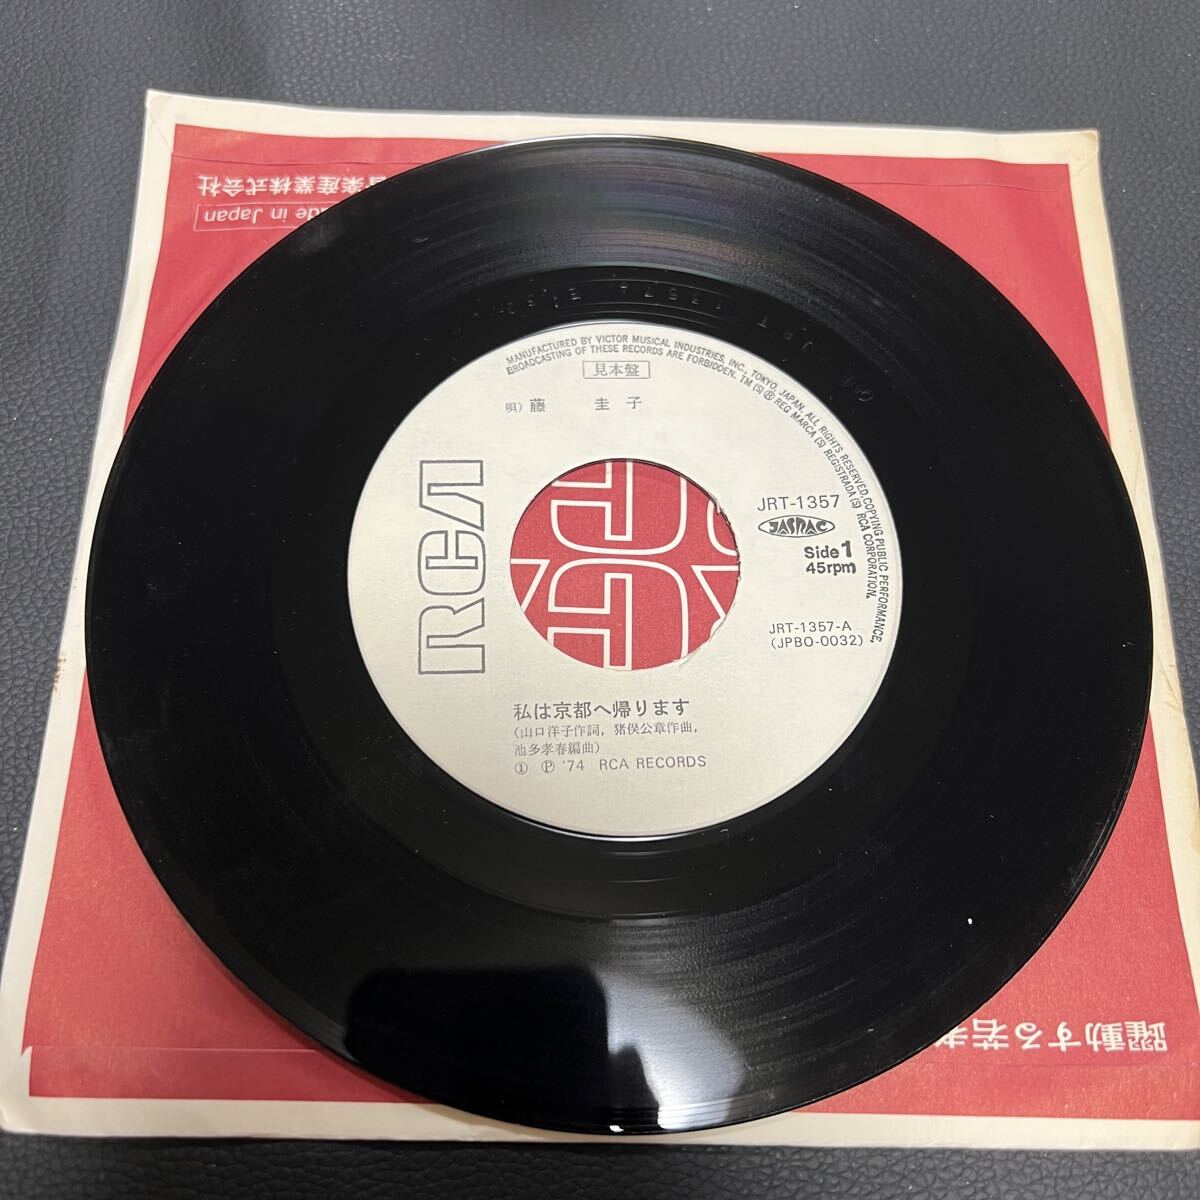 音楽産業株式会社
de in Japan
JPT 1357
MANUFACTURED BY VICTOR MUSICAL INDUSTRIES, INC., TOKYO, JAPAN. ALL RIGHTS RESERVED. COPYING, PUBLIC PERFORMANCE,
BROADCASTING OF THESE RECORDS ARE FORBIDDEN. TM(S)® REG MARCA(S) REGISTRADA(S) RCA CORPORATION.
見本盤
唄) 藤 圭子
RCA
JRT-1357
JASRAC
Side 1
45rpm
JRT-1357-A
(JPBO-0032)
私は京都へ帰ります
(山口洋子作詞, 猪俣公章作曲,
池多孝春編曲)
① Ⓟ '74 RCA RECORDS
躍動する若者